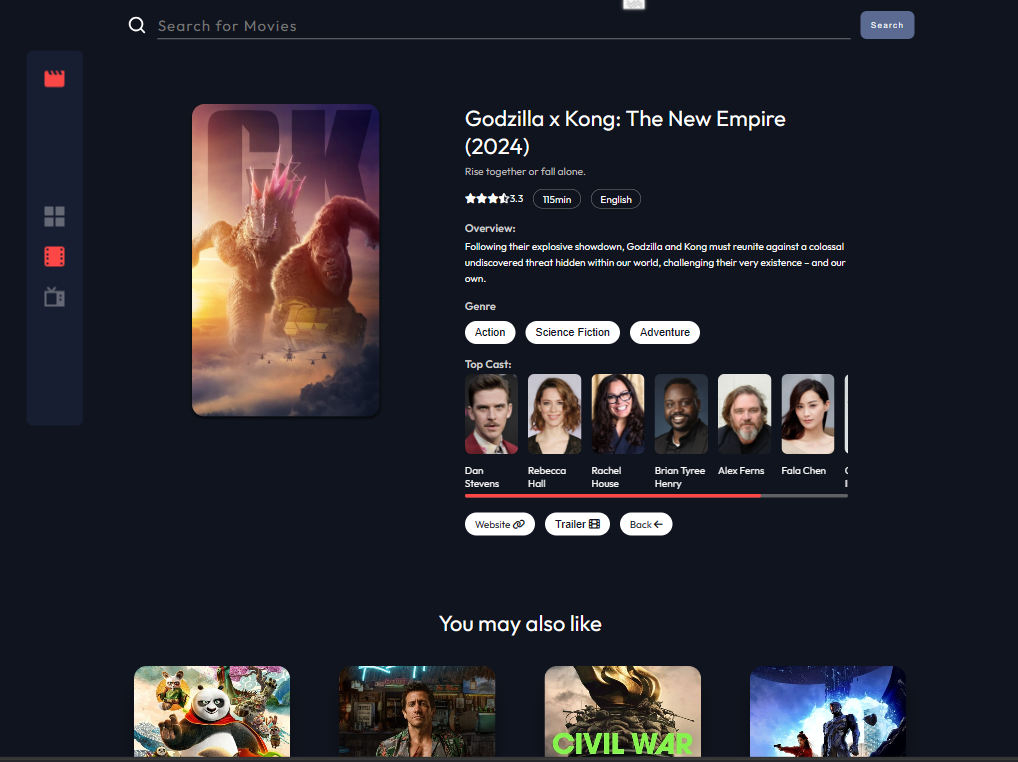 Search for Movies
Search
GK
Godzilla x Kong: The New Empire
(2024)
Rise together or fall alone.
3.3
115min
English
Overview:
Following their explosive showdown, Godzilla and Kong must reunite against a colossal
undiscovered threat hidden within our world, challenging their very existence – and our
own.
Genre
Action
Science Fiction
Adventure
Top Cast:
Dan
Stevens
Rebecca
Hall
Rachel
House
Brian Tyree
Henry
Alex Ferns
Fala Chen
Website
Trailer
Back
You may also like
CIVIL WAR